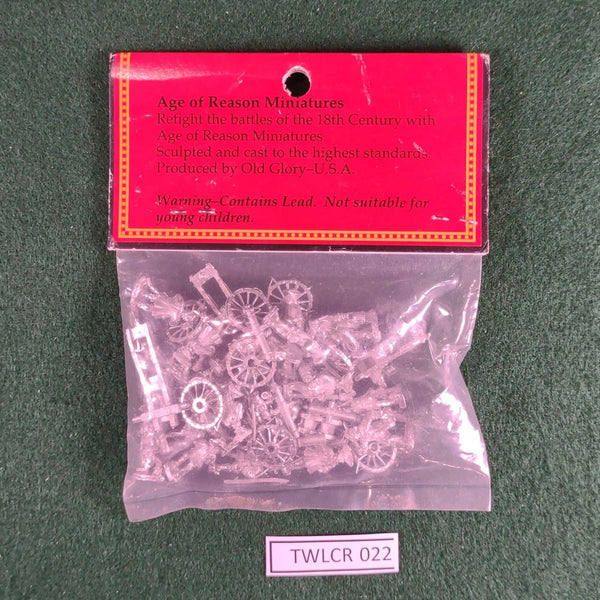 Age of Reason Miniatures
Refight the battles of the 18th Century with
Age of Reason Miniatures
Sculpted and cast to the highest standards.
Produced by Old Glory–U.S.A.
Warning–Contains Lead. Not suitable for
young children.
TWLCR 022